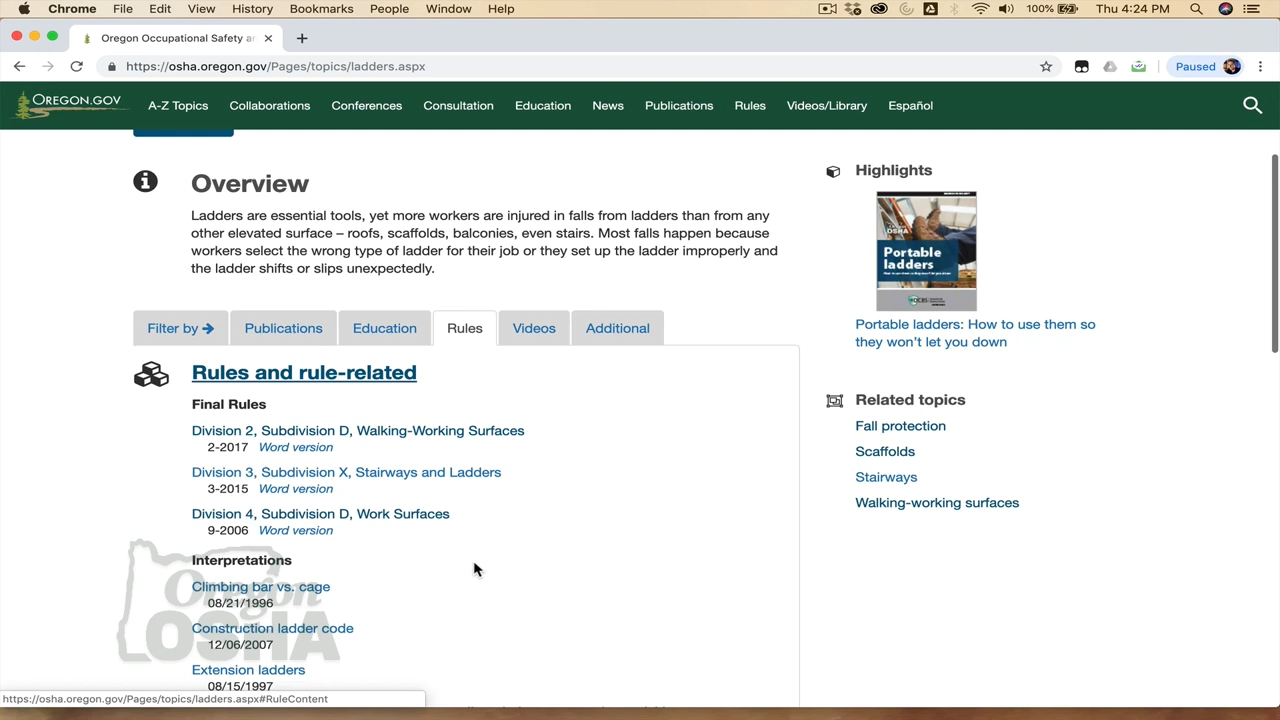 Chrome File Edit View History Bookmarks People Window Help 100% Thu 4:24 PM
Oregon Occupational Safety an
https://osha.oregon.gov/Pages/topics/ladders.aspx Paused
OREGON.GOV A-Z Topics Collaborations Conferences Consultation Education News Publications Rules Videos/Library Español
Overview
Ladders are essential tools, yet more workers are injured in falls from ladders than from any
other elevated surface – roofs, scaffolds, balconies, even stairs. Most falls happen because
workers select the wrong type of ladder for their job or they set up the ladder improperly and
the ladder shifts or slips unexpectedly.
Filter by Publications Education Rules Videos Additional
Rules and rule-related
Final Rules
Division 2, Subdivision D, Walking-Working Surfaces
2-2017 Word version
Division 3, Subdivision X, Stairways and Ladders
3-2015 Word version
Division 4, Subdivision D, Work Surfaces
9-2006 Word version
Interpretations
Climbing bar vs. cage
08/21/1996
Construction ladder code
12/06/2007
Extension ladders
08/15/1997
Highlights
OSHA
Portable
ladders
Portable ladders: How to use them so
they won't let you down
Related topics
Fall protection
Scaffolds
Stairways
Walking-working surfaces
Oregon
OSHA
https://osha.oregon.gov/Pages/topics/ladders.aspx#RuleContent